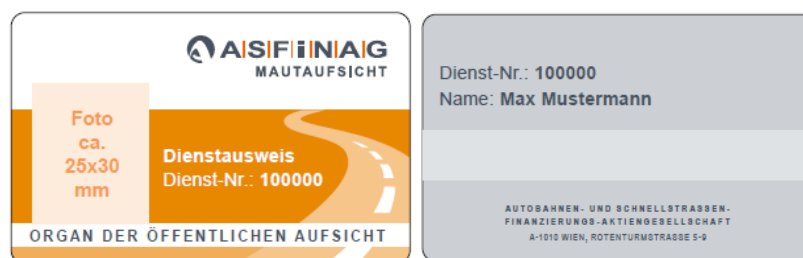 ASFiNAG
MAUTAUFSICHT
Foto
ca.
25x30
mm
Dienstausweis
Dienst-Nr.: 100000
ORGAN DER ÖFFENTLICHEN AUFSICHT
Dienst-Nr.: 100000
Name: Max Mustermann
AUTOBAHNEN- UND SCHNELLSTRASSEN-
FINANZIERUNGS-AKTIENGESELLSCHAFT
A-1010 WIEN, ROTENTURMSTRASSE 5-9